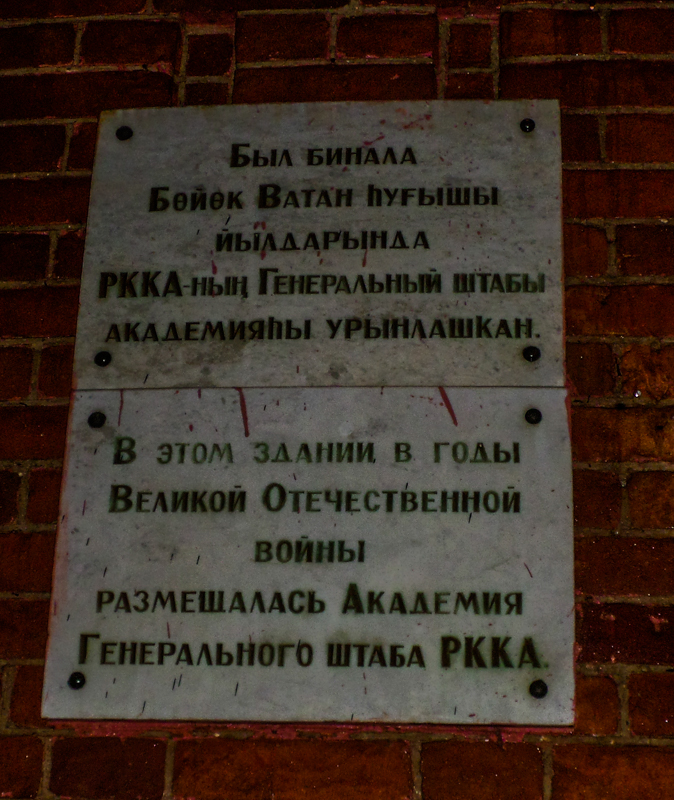 Был бинала
Бөйөк Ватан һуғышы
йылдарында
РККА-ның Генеральный штабы
академияһы урынлашкан.
В этом здании в годы
Великой Отечественной
войны
размещалась Академия
Генерального штаба РККА.